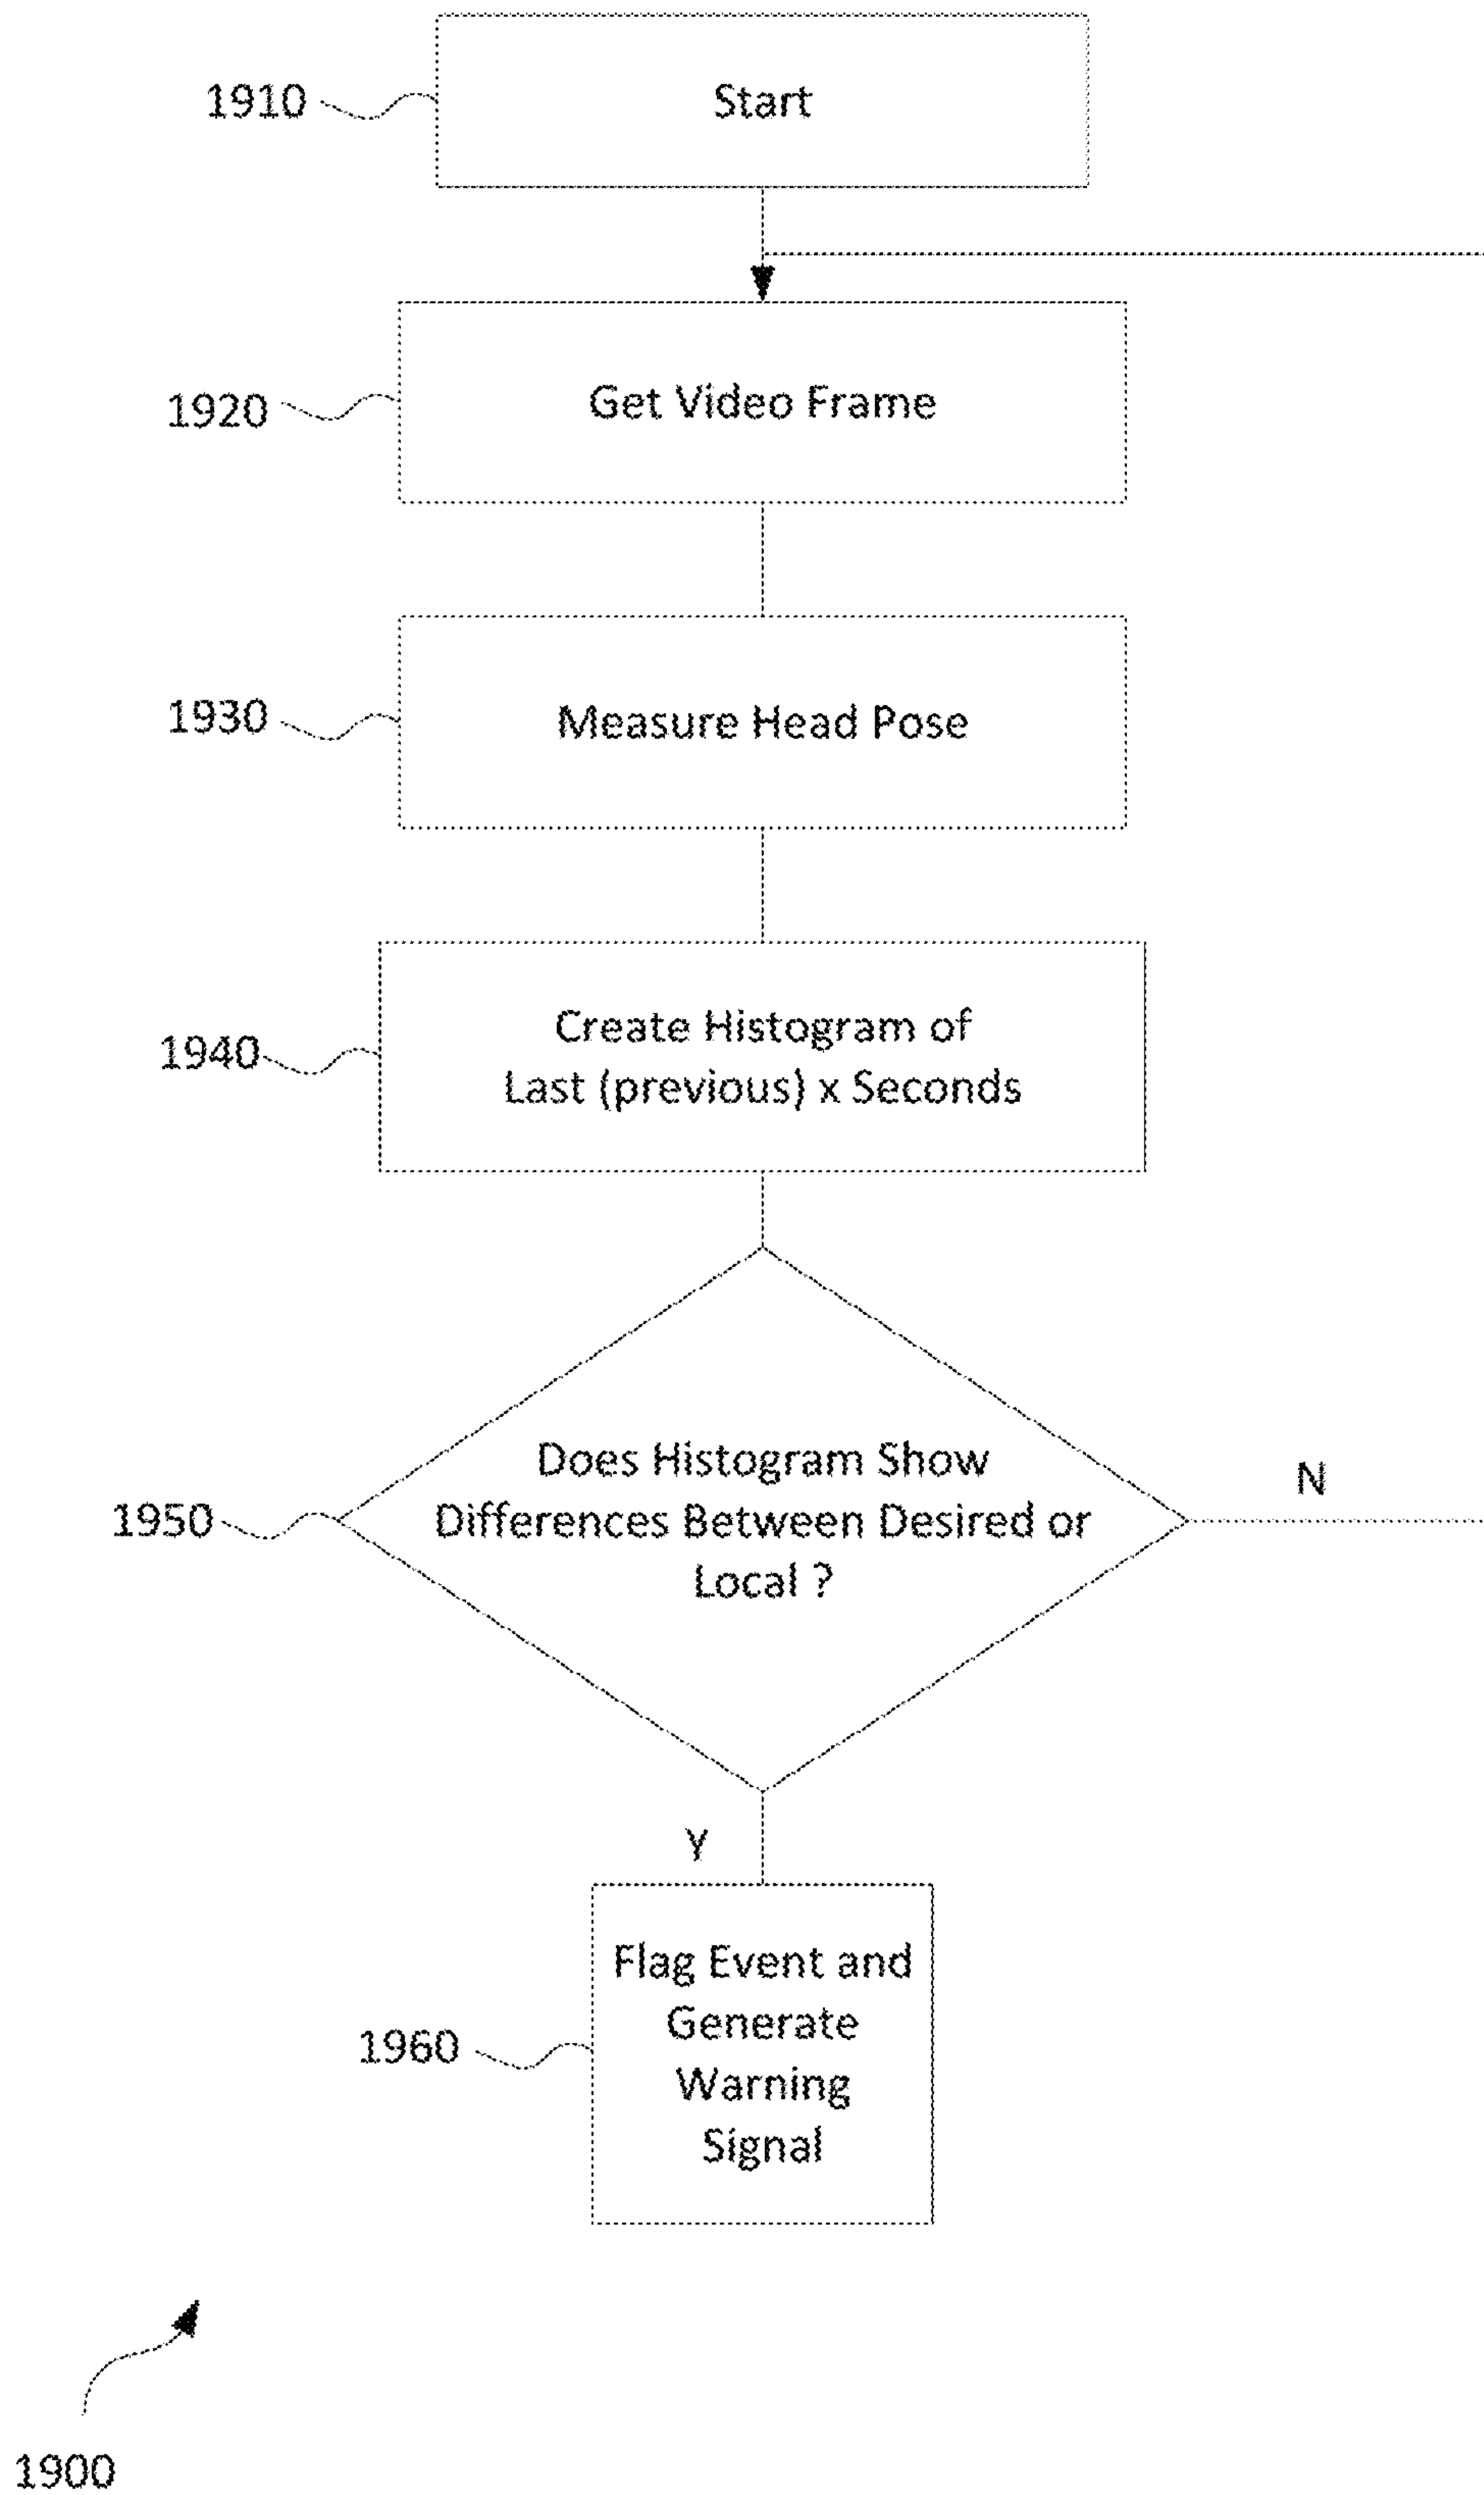 1910
Start
1920
Get Video Frame
1930
Measure Head Pose
1940
Create Histogram of
Last (previous) x Seconds
1950
Does Histogram Show
Differences Between Desired or
Local ?
N
Y
1960
Flag Event and
Generate
Warning
Signal
1900